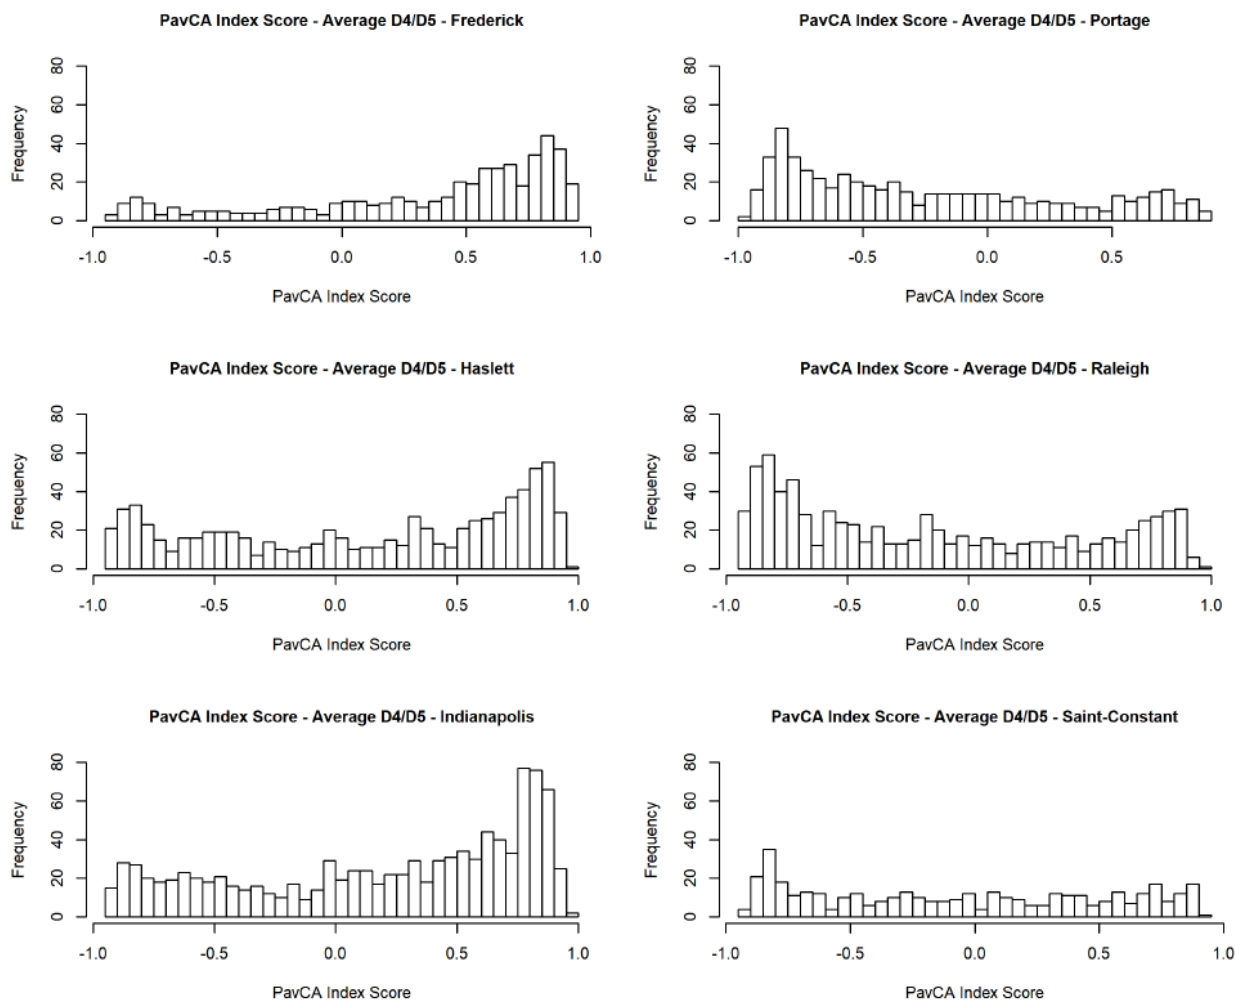 PavCA Index Score - Average D4/D5 - Frederick
Frequency
80
60
40
20
0
-1.0 -0.5 0.0 0.5 1.0
PavCA Index Score
PavCA Index Score - Average D4/D5 - Portage
Frequency
80
60
40
20
0
-1.0 -0.5 0.0 0.5
PavCA Index Score
PavCA Index Score - Average D4/D5 - Haslett
Frequency
80
60
40
20
0
-1.0 -0.5 0.0 0.5 1.0
PavCA Index Score
PavCA Index Score - Average D4/D5 - Raleigh
Frequency
80
60
40
20
0
-1.0 -0.5 0.0 0.5 1.0
PavCA Index Score
PavCA Index Score - Average D4/D5 - Indianapolis
Frequency
80
60
40
20
0
-1.0 -0.5 0.0 0.5 1.0
PavCA Index Score
PavCA Index Score - Average D4/D5 - Saint-Constant
Frequency
80
60
40
20
0
-1.0 -0.5 0.0 0.5 1.0
PavCA Index Score